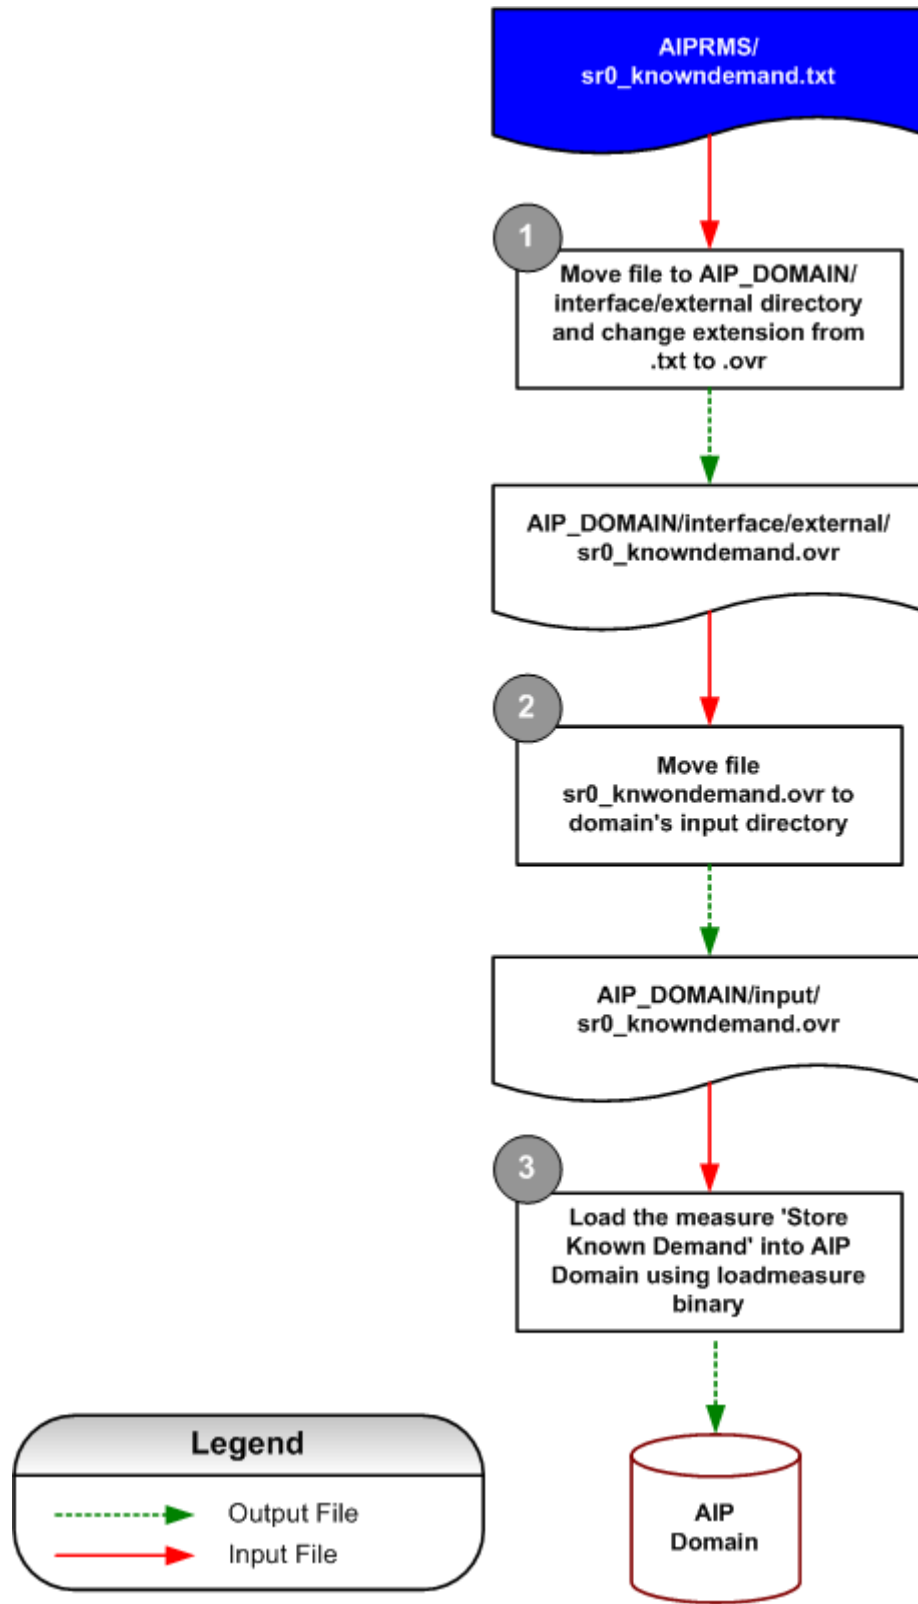 AIPRMS/
sr0_knowndemand.txt
1
Move file to AIP_DOMAIN/
interface/external directory
and change extension from
.txt to .ovr
AIP_DOMAIN/interface/external/
sr0_knowndemand.ovr
2
Move file
sr0_knwondemand.ovr to
domain's input directory
AIP_DOMAIN/input/
sr0_knowndemand.ovr
3
Load the measure 'Store
Known Demand' into AIP
Domain using loadmeasure
binary
AIP
Domain
Legend
Output File
Input File